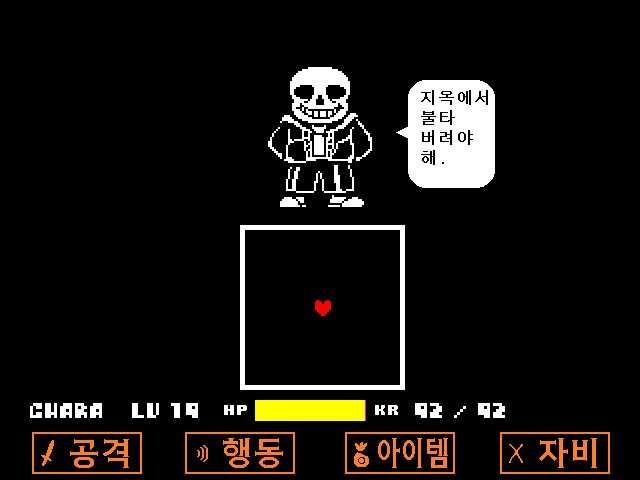 지옥에서
불타
버려야
해.
CHARA LV 19 HP KR 92 / 92
공격 행동 아이템 자비